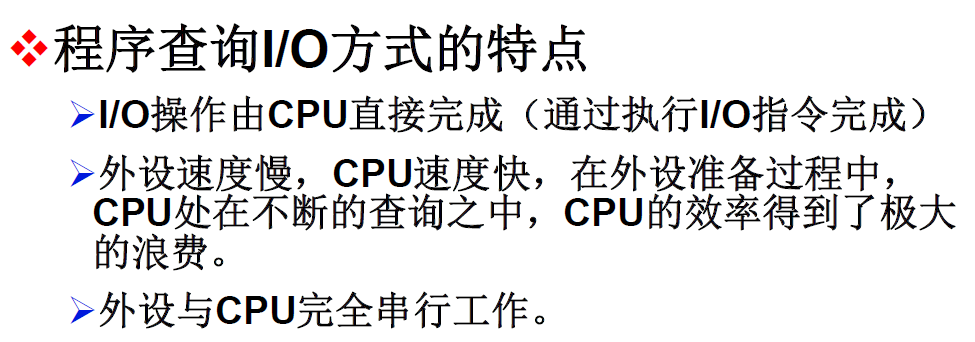 程序查询I/O方式的特点
I/O操作由CPU直接完成（通过执行I/O指令完成）
外设速度慢，CPU速度快，在外设准备过程中，
CPU处在不断的查询之中，CPU的效率得到了极大
的浪费。
外设与CPU完全串行工作。